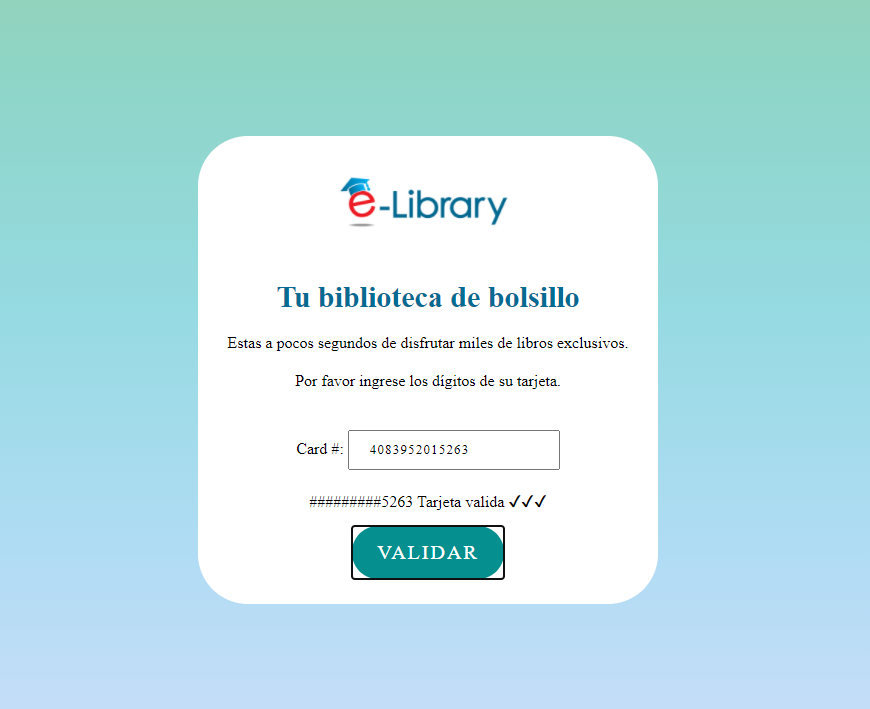 e-Library
Tu biblioteca de bolsillo
Estas a pocos segundos de disfrutar miles de libros exclusivos.
Por favor ingrese los dígitos de su tarjeta.
Card #: 4083952015263
#########5263 Tarjeta valida ✓✓✓
VALIDAR